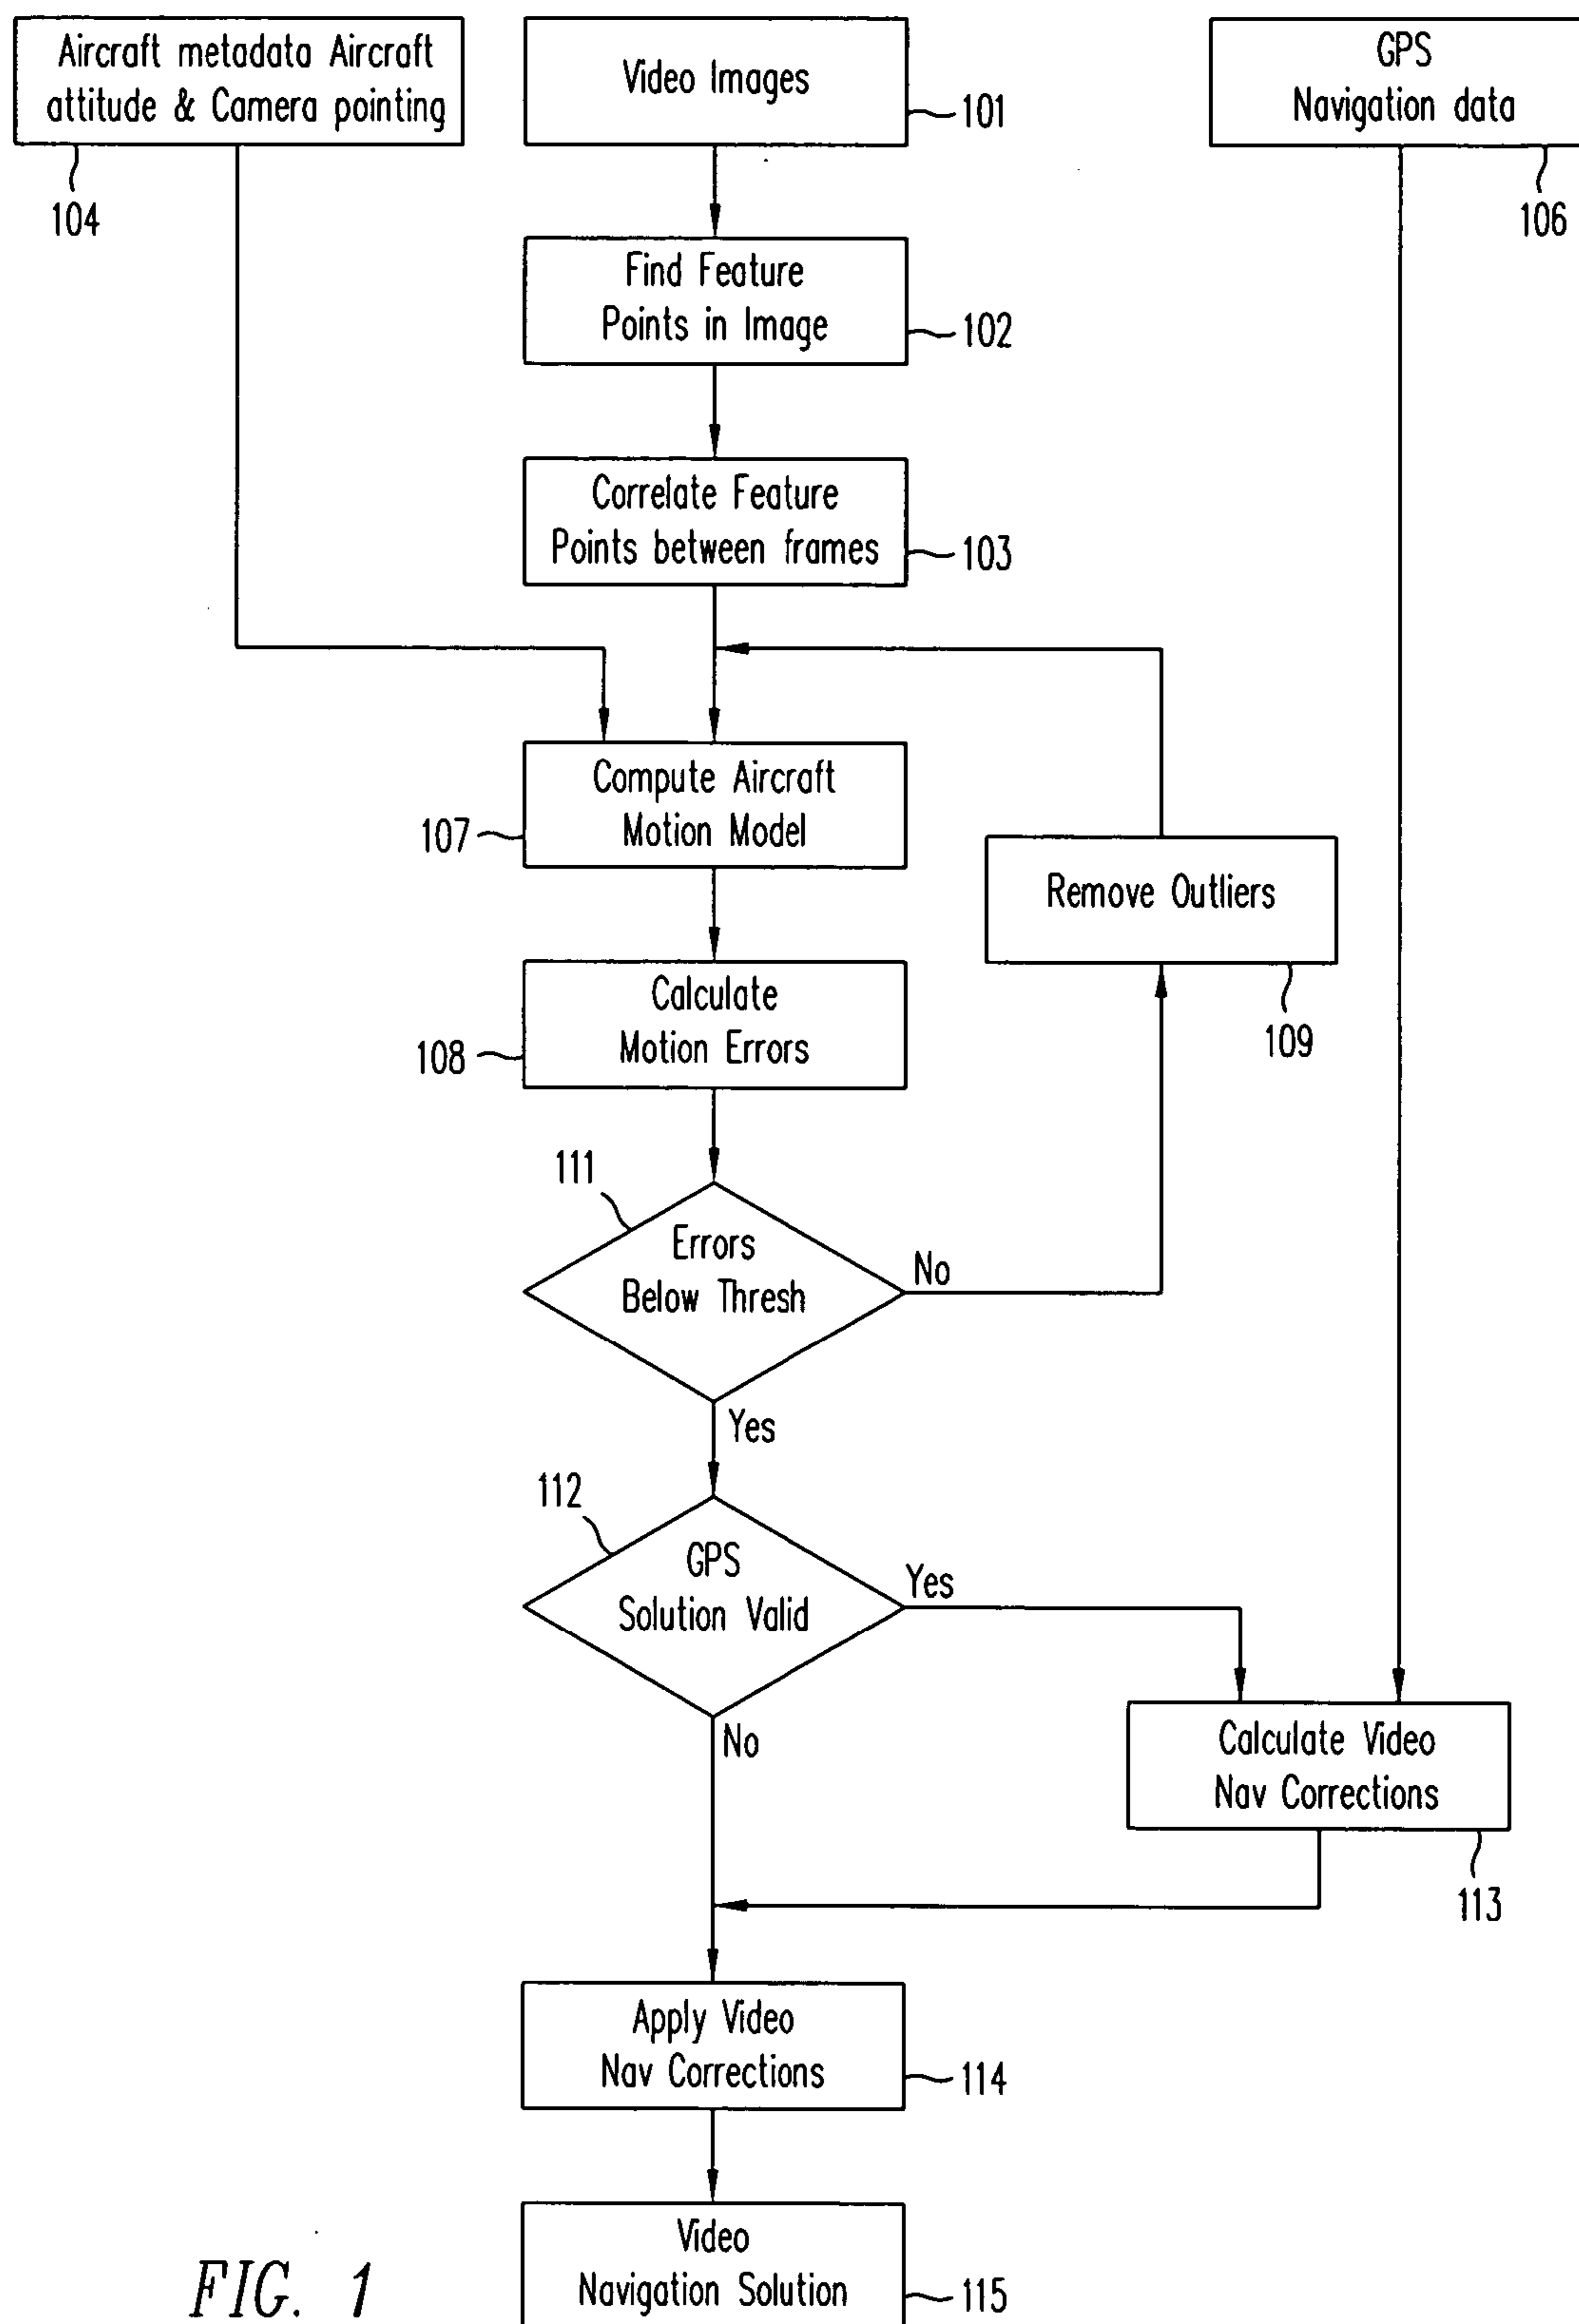 Aircraft metadata Aircraft
attitude & Camera pointing
104
Video Images
101
GPS
Navigation data
106
Find Feature
Points in Image
102
Correlate Feature
Points between frames
103
Compute Aircraft
Motion Model
107
Remove Outliers
109
Calculate
Motion Errors
108
111
Errors
Below Thresh
No
Yes
112
GPS
Solution Valid
Yes
No
Calculate Video
Nav Corrections
113
Apply Video
Nav Corrections
114
Video
Navigation Solution
115
FIG. 1